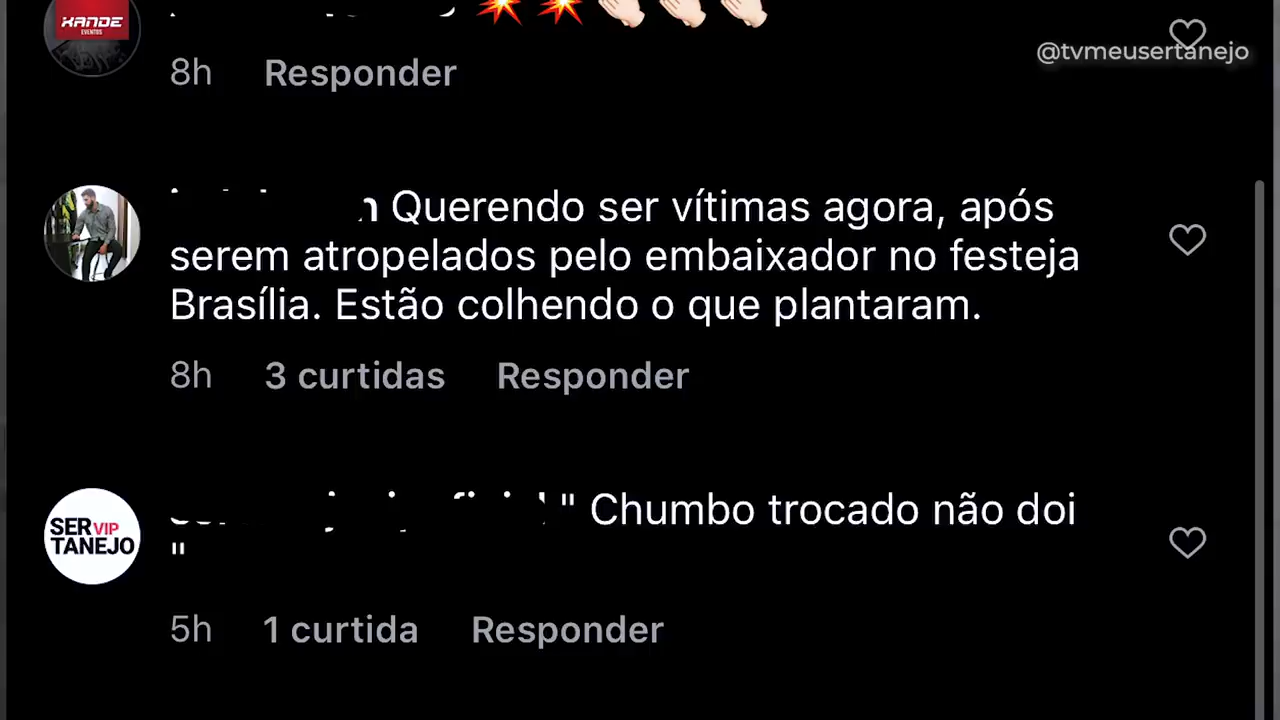 XANDE
EVENTOS
@tvmeusertanejo
8h Responder
Querendo ser vítimas agora, após
serem atropelados pelo embaixador no festeja
Brasília. Estão colhendo o que plantaram.
8h 3 curtidas Responder
SER VIP
TANEJO
" Chumbo trocado não doi
"
5h 1 curtida Responder